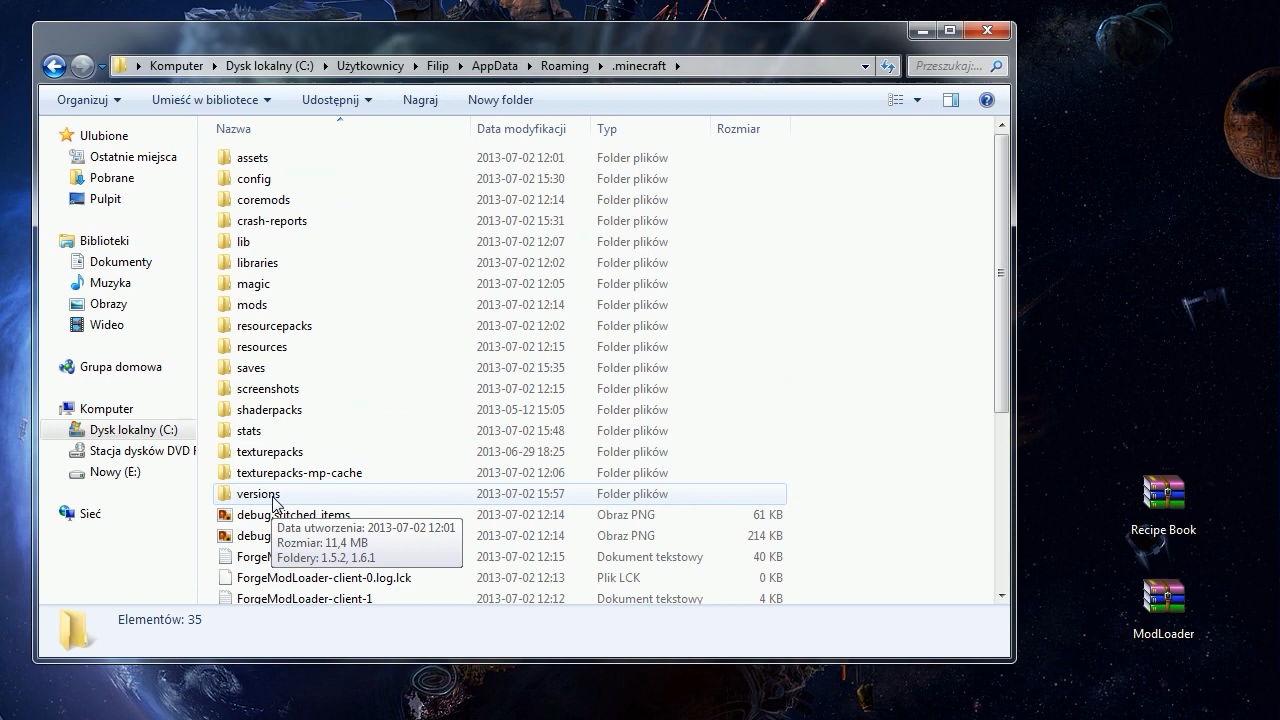 Komputer
Dysk lokalny (C:)
Użytkownicy
Filip
AppData
Roaming
.minecraft
Przeszukaj:...
Organizuj
Umieść w bibliotece
Udostępnij
Nagraj
Nowy folder
Ulubione
Ostatnie miejsca
Pobrane
Pulpit
Biblioteki
Dokumenty
Muzyka
Obrazy
Wideo
Grupa domowa
Komputer
Dysk lokalny (C:)
Stacja dysków DVD
Nowy (E:)
Sieć
Nazwa Data modyfikacji Typ Rozmiar
assets 2013-07-02 12:01 Folder plików
config 2013-07-02 15:30 Folder plików
coremods 2013-07-02 12:14 Folder plików
crash-reports 2013-07-02 15:31 Folder plików
lib 2013-07-02 12:07 Folder plików
libraries 2013-07-02 12:02 Folder plików
magic 2013-07-02 12:05 Folder plików
mods 2013-07-02 12:14 Folder plików
resourcepacks 2013-07-02 12:02 Folder plików
resources 2013-07-02 12:15 Folder plików
saves 2013-07-02 15:35 Folder plików
screenshots 2013-07-02 12:15 Folder plików
shaderpacks 2013-05-12 15:05 Folder plików
stats 2013-07-02 15:48 Folder plików
texturepacks 2013-06-29 18:25 Folder plików
texturepacks-mp-cache 2013-07-02 12:06 Folder plików
versions 2013-07-02 15:57 Folder plików
2013-07-02 12:14 Obraz PNG 61 KB
2013-07-02 12:14 Obraz PNG 214 KB
2013-07-02 12:15 Dokument tekstowy 40 KB
ForgeModLoader-client-0.log.lck 2013-07-02 12:13 Plik LCK 0 KB
ForgeModLoader-client-1 2013-07-02 12:12 Dokument tekstowy 4 KB
Data utworzenia: 2013-07-02 12:01
Rozmiar: 11,4 MB
Foldery: 1.5.2, 1.6.1
Elementów: 35
Recipe Book
ModLoader